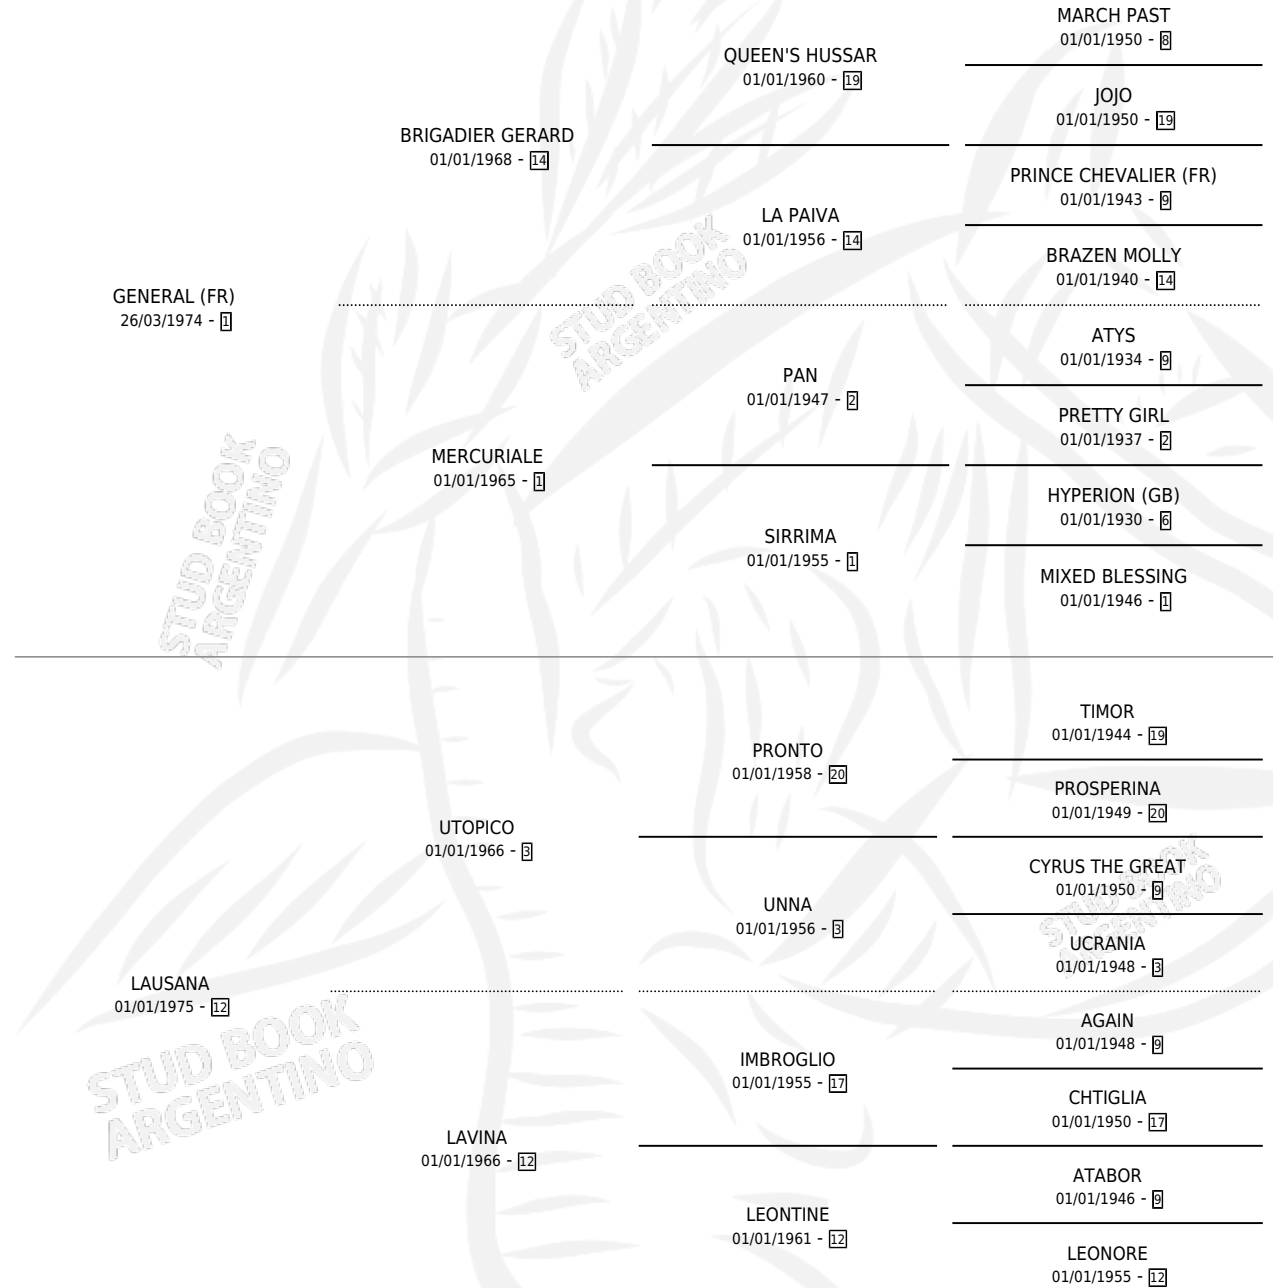 MARCH PAST
01/01/1950 - 8
QUEEN'S HUSSAR
01/01/1960 - 19
JOJO
01/01/1950 - 19
BRIGADIER GERARD
01/01/1968 - 14
PRINCE CHEVALIER (FR)
01/01/1943 - 9
LA PAIVA
01/01/1956 - 14
BRAZEN MOLLY
01/01/1940 - 14
GENERAL (FR)
26/03/1974 - 1
STUD BOOK
ARGENTINO
ATYS
01/01/1934 - 9
PAN
01/01/1947 - 2
PRETTY GIRL
01/01/1937 - 2
MERCURIALE
01/01/1965 - 1
HYPERION (GB)
01/01/1930 - 6
SIRRIMA
01/01/1955 - 1
MIXED BLESSING
01/01/1946 - 1
STUD BOOK
ARGENTINO
TIMOR
01/01/1944 - 19
PRONTO
01/01/1958 - 20
PROSPERINA
01/01/1949 - 20
UTOPICO
01/01/1966 - 3
CYRUS THE GREAT
01/01/1950 - 9
UNNA
01/01/1956 - 3
UCRANIA
01/01/1948 - 3
STUD BOOK
ARGENTINO
LAUSANA
01/01/1975 - 12
AGAIN
01/01/1948 - 9
IMBROGLIO
01/01/1955 - 17
CHTIGLIA
01/01/1950 - 17
STUD BOOK
ARGENTINO
LAVINA
01/01/1966 - 12
ATABOR
01/01/1946 - 9
LEONTINE
01/01/1961 - 12
LEONORE
01/01/1955 - 12